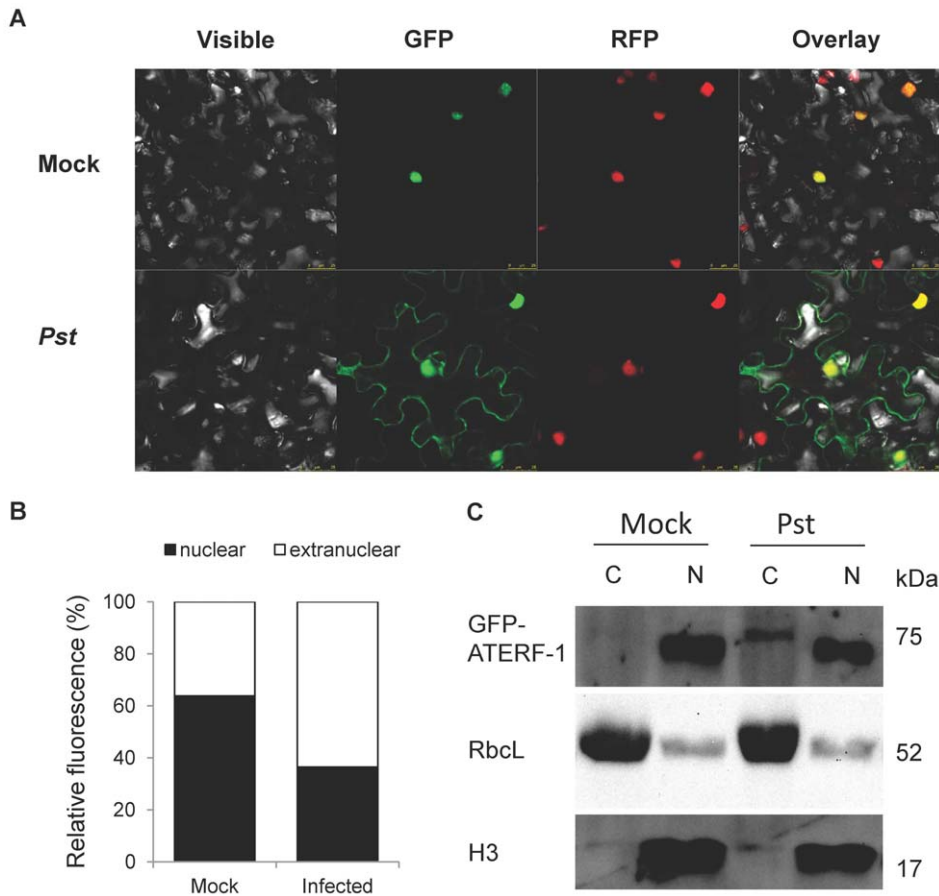 A
Visible GFP RFP Overlay
Mock
Pst
B
■nuclear □extranuclear
Relative fluorescence (%)
100
80
60
40
20
0
Mock Infected
C
Mock Pst
C N C N kDa
GFP-
ATERF-1
75
RbcL 52
H3 17